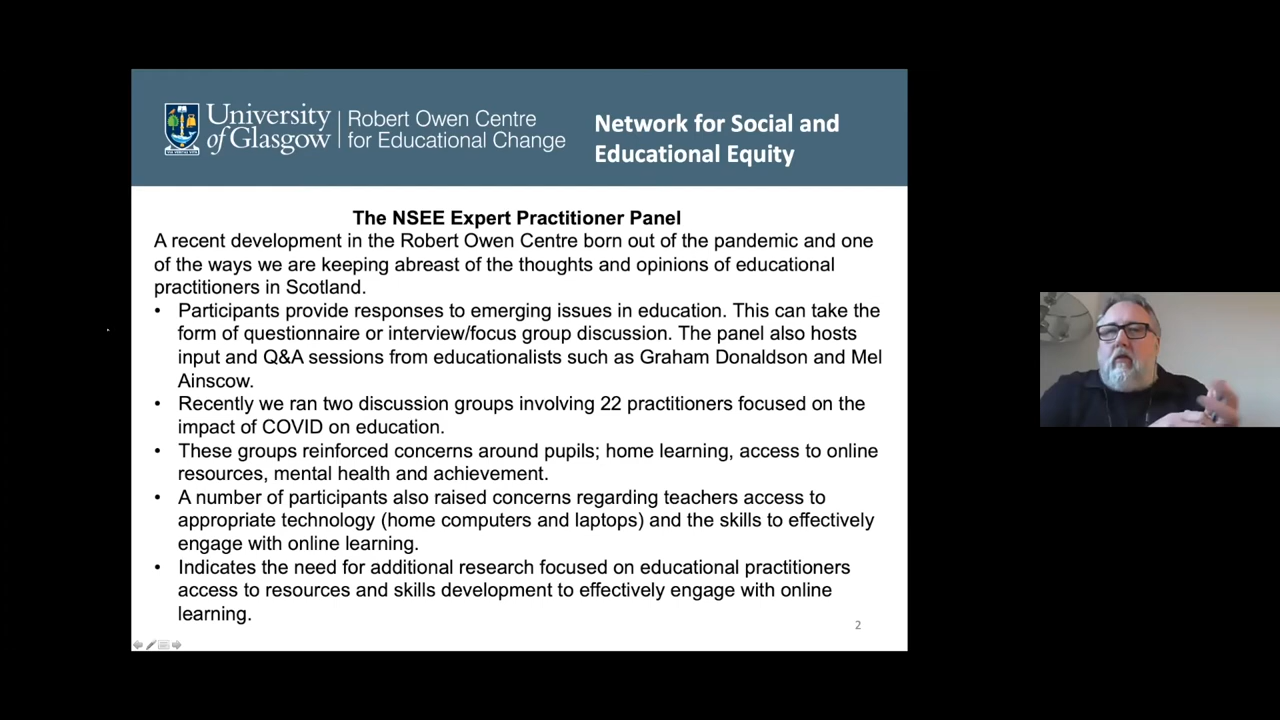 University
of Glasgow
Robert Owen Centre
for Educational Change
Network for Social and
Educational Equity
The NSEE Expert Practitioner Panel
A recent development in the Robert Owen Centre born out of the pandemic and one
of the ways we are keeping abreast of the thoughts and opinions of educational
practitioners in Scotland.
• Participants provide responses to emerging issues in education. This can take the
form of questionnaire or interview/focus group discussion. The panel also hosts
input and Q&A sessions from educationalists such as Graham Donaldson and Mel
Ainscow.
• Recently we ran two discussion groups involving 22 practitioners focused on the
impact of COVID on education.
• These groups reinforced concerns around pupils; home learning, access to online
resources, mental health and achievement.
• A number of participants also raised concerns regarding teachers access to
appropriate technology (home computers and laptops) and the skills to effectively
engage with online learning.
• Indicates the need for additional research focused on educational practitioners
access to resources and skills development to effectively engage with online
learning.
2